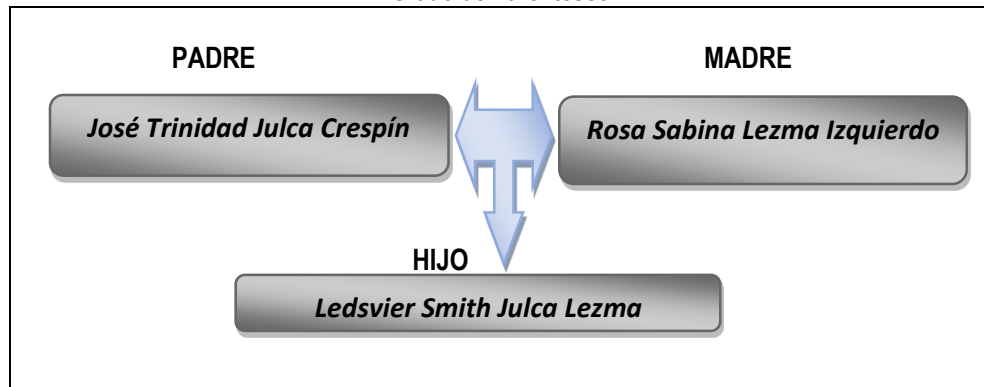 PADRE
MADRE
José Trinidad Julca Crespín
Rosa Sabina Lezma Izquierdo
HIJO
Ledsvier Smith Julca Lezma